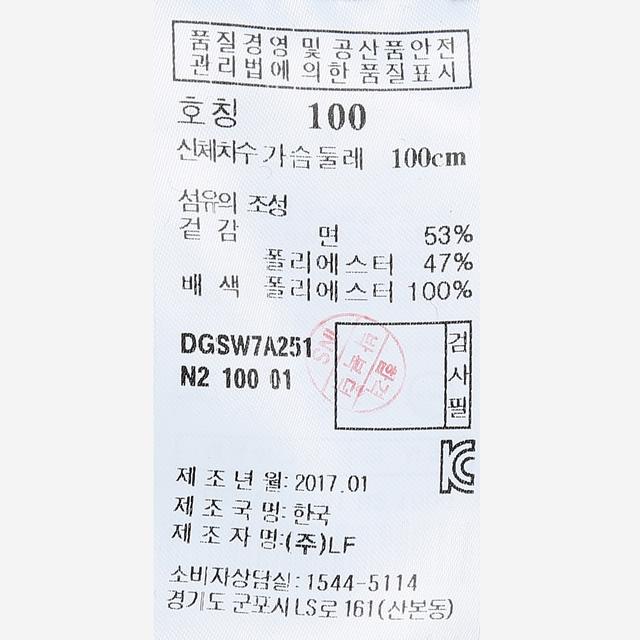 품질경영 및 공산품안전
관리법에 의한 품질표시
호칭 100
신체치수 가슴둘레 100cm
섬유의 조성
겉 감 면 53%
폴리에스터 47%
배 색 폴리에스터 100%
DGSW7A251
N2 100 01
검사필
제 조 년 월: 2017.01
제 조 국 명: 한국
제 조 자 명:(주)LF
소비자상담실: 1544-5114
경기도 군포시 LS로 161(산본동)